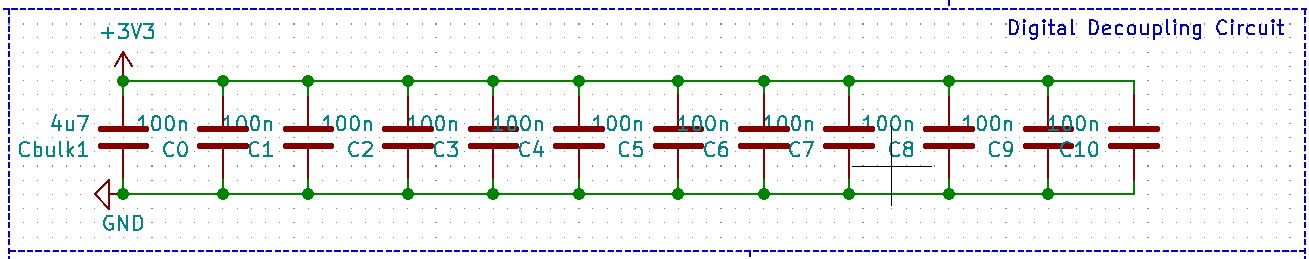 Digital Decoupling Circuit
+3V3
4u7 100n 100n 100n 100n 100n 100n 100n 100n 100n 100n 100n
Cbulk1 C0 C1 C2 C3 C4 C5 C6 C7 C8 C9 C10
GND